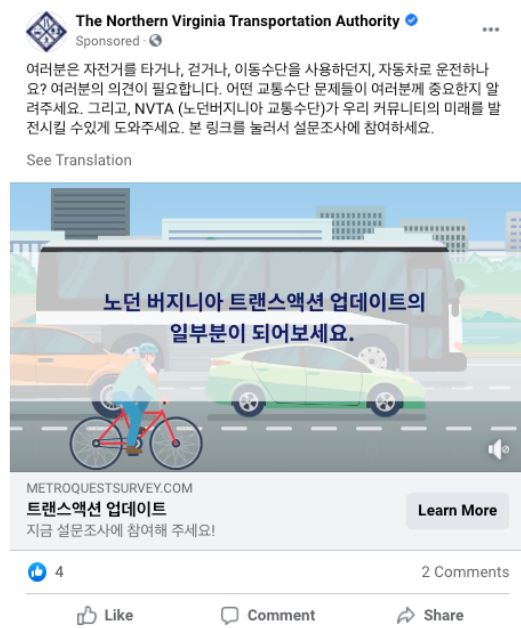 The Northern Virginia Transportation Authority
Sponsored ·
여러분은 자전거를 타거나, 걷거나, 이동수단을 사용하던지, 자동차로 운전하나
요? 여러분의 의견이 필요합니다. 어떤 교통수단 문제들이 여러분께 중요한지 알
려주세요. 그리고, NVTA (노던버지니아 교통수단)가 우리 커뮤니티의 미래를 발
전시킬 수있게 도와주세요. 본 링크를 눌러서 설문조사에 참여하세요.
See Translation
노던 버지니아 트랜스액션 업데이트의
일부분이 되어보세요.
METROQUESTSURVEY.COM
트랜스액션 업데이트
지금 설문조사에 참여해 주세요!
Learn More
4
2 Comments
Like
Comment
Share